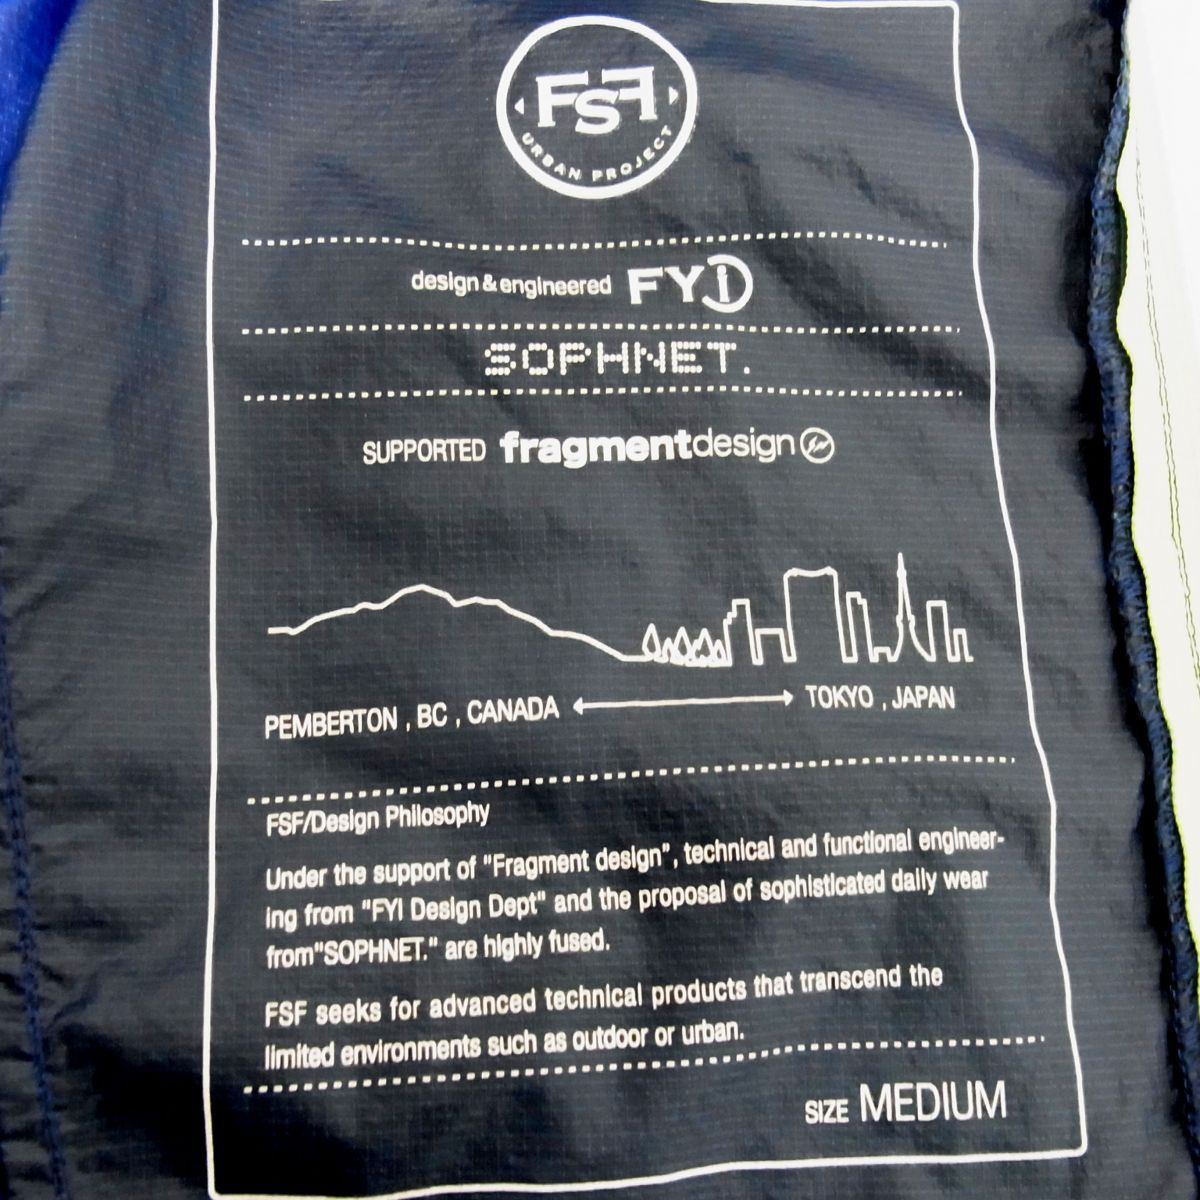 FSF
URBAN PROJECT
design & engineered FYi
SOPHNET.
SUPPORTED fragmentdesign
PEMBERTON , BC , CANADA
TOKYO , JAPAN
FSF/Design Philosophy
Under the support of "Fragment design", technical and functional engineer-
ing from "FYI Design Dept" and the proposal of sophisticated daily wear
from"SOPHNET." are highly fused.
FSF seeks for advanced technical products that transcend the
limited environments such as outdoor or urban.
SIZE MEDIUM